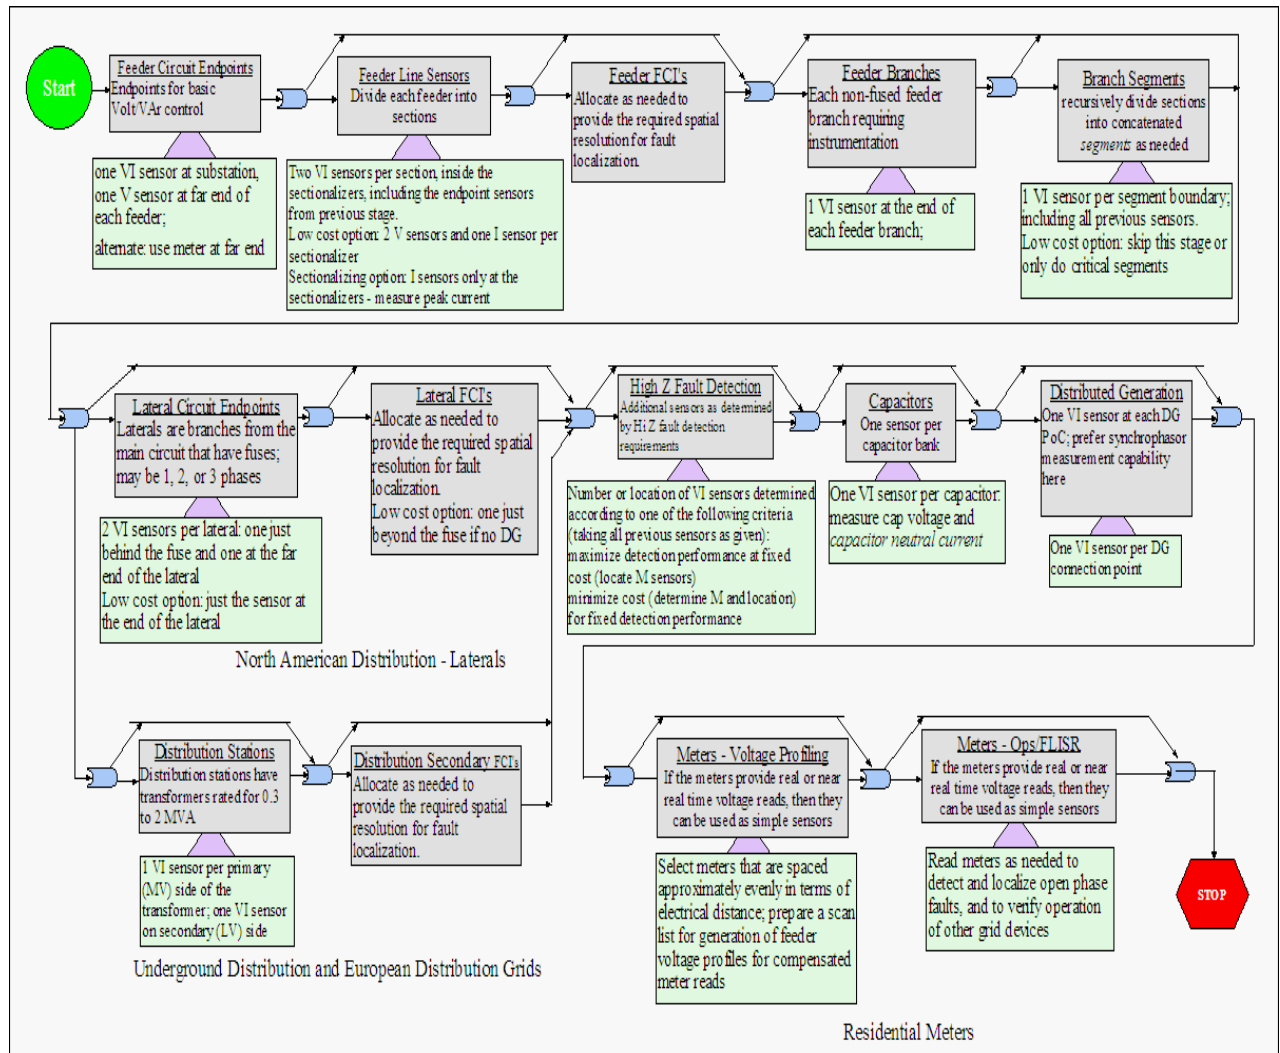 Start
Feeder Circuit Endpoints
Endpoints for basic
Volt/VAr control
one VI sensor at substation,
one V sensor at far end of
each feeder;
alternate: use meter at far end
Feeder Line Sensors
Divide each feeder into
sections
Two VI sensors per section, inside the
sectionalizers, including the endpoint sensors
from previous stage.
Low cost option: 2 V sensors and one I sensor per
sectionalizer
Sectionalizing option: I sensors only at the
sectionalizers - measure peak current
Feeder FCI's
Allocate as needed to
provide the required spatial
resolution for fault
localization.
Feeder Branches
Each non-fused feeder
branch requiring
instrumentation
1 VI sensor at the end of
each feeder branch;
Branch Segments
recursively divide sections
into concatenated
segments as needed
1 VI sensor per segment boundary;
including all previous sensors.
Low cost option: skip this stage or
only do critical segments
Lateral Circuit Endpoints
Laterals are branches from the
main circuit that have fuses;
may be 1, 2, or 3 phases
2 VI sensors per lateral: one just
behind the fuse and one at the far
end of the lateral
Low cost option: just the sensor at
the end of the lateral
Lateral FCI's
Allocate as needed to
provide the required spatial
resolution for fault
localization.
Low cost option: one just
beyond the fuse if no DG
North American Distribution - Laterals
High Z Fault Detection
Additional sensors as determined
by Hi Z fault detection
requirements
Number or location of VI sensors determined
according to one of the following criteria
(taking all previous sensors as given):
maximize detection performance at fixed
cost (locate M sensors)
minimize cost (determine M and location)
for fixed detection performance
Capacitors
One sensor per
capacitor bank
One VI sensor per capacitor:
measure cap voltage and
capacitor neutral current
Distributed Generation
One VI sensor at each DG
PoC; prefer synchrophasor
measurement capability
here
One VI sensor per DG
connection point
Distribution Stations
Distribution stations have
transformers rated for 0.3
to 2 MVA
1 VI sensor per primary
(MV) side of the
transformer; one VI sensor
on secondary (LV) side
Distribution Secondary FCI's
Allocate as needed to
provide the required spatial
resolution for fault
localization.
Underground Distribution and European Distribution Grids
Meters - Voltage Profiling
If the meters provide real or near
real time voltage reads, then they
can be used as simple sensors
Select meters that are spaced
approximately evenly in terms of
electrical distance; prepare a scan
list for generation of feeder
voltage profiles for compensated
meter reads
Meters - Ops/FLISR
If the meters provide real or near
real time voltage reads, then they
can be used as simple sensors
Read meters as needed to
detect and localize open phase
faults, and to verify operation
of other grid devices
STOP
Residential Meters